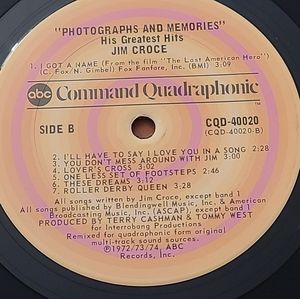 "PHOTOGRAPHS AND MEMORIES"
His Greatest Hits
JIM CROCE
1. I GOT A NAME (From the film "The Last American Hero")
(C. Fox/N. Gimbel) Fox Fanfare, Inc. (BMI) 3:09
abc Command Quadraphonic
SIDE B
CQD-40020
(CQD-40020-B)
2. I'LL HAVE TO SAY I LOVE YOU IN A SONG 2:28
3. YOU DON'T MESS AROUND WITH JIM 3:00
4. LOVER'S CROSS 3:02
5. ONE LESS SET OF FOOTSTEPS 2:46
6. THESE DREAMS 3:12
7. ROLLER DERBY QUEEN 3:28
All songs written by Jim Croce, except band 1
All songs published by Blendingwell Music, Inc. & American
Broadcasting Music, Inc. (ASCAP), except band 1
PRODUCED BY TERRY CASHMAN & TOMMY WEST
for Interrobang Productions
Remixed for quadraphonic form original
multi-track sound sources.
©1972/73/74, ABC
Records, Inc.